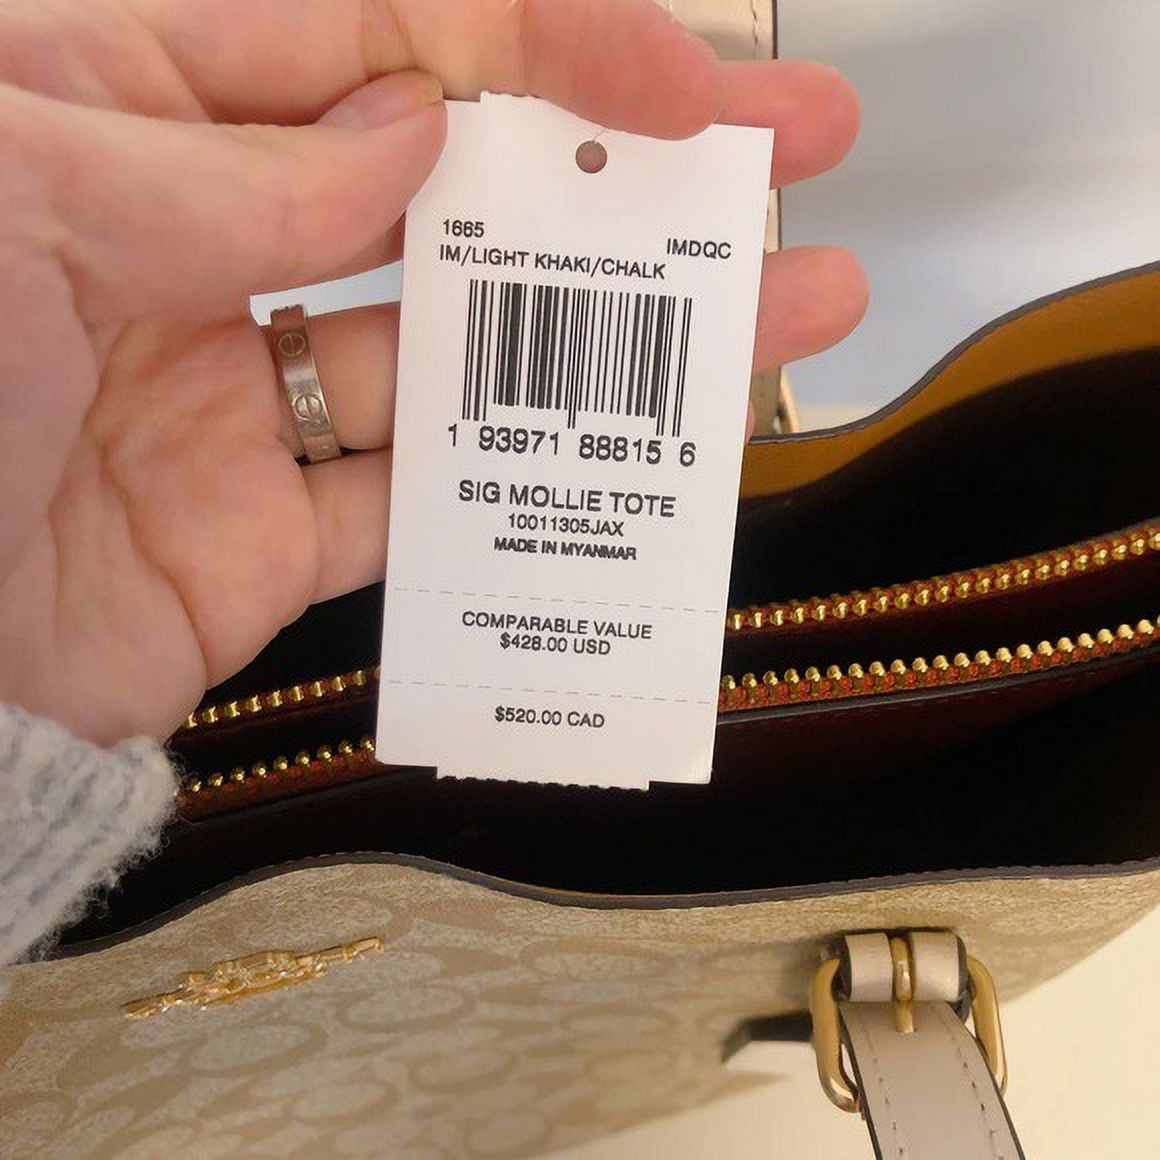 1665
IMDQC
IM/LIGHT KHAKI/CHALK
1 93971 88815 6
SIG MOLLIE TOTE
10011305JAX
MADE IN MYANMAR
COMPARABLE VALUE
$428.00 USD
$520.00 CAD